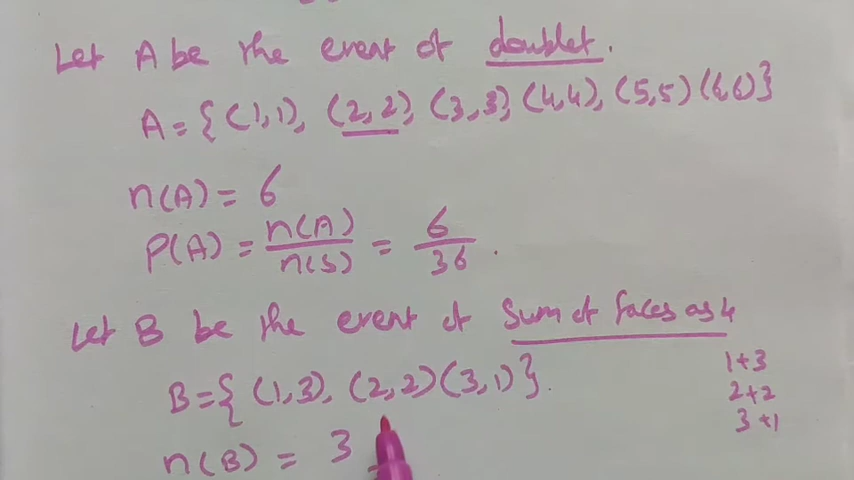 Let A be the event of doublet.
A = { (1,1), (2,2), (3,3), (4,4), (5,5) (6,6) }
n(A) = 6
P(A) = n(A)/n(S) = 6/36 .
Let B be the event of Sum of faces as 4
B = { (1,3), (2,2) (3,1) }.
1+3
2+2
3+1
n(B) = 3